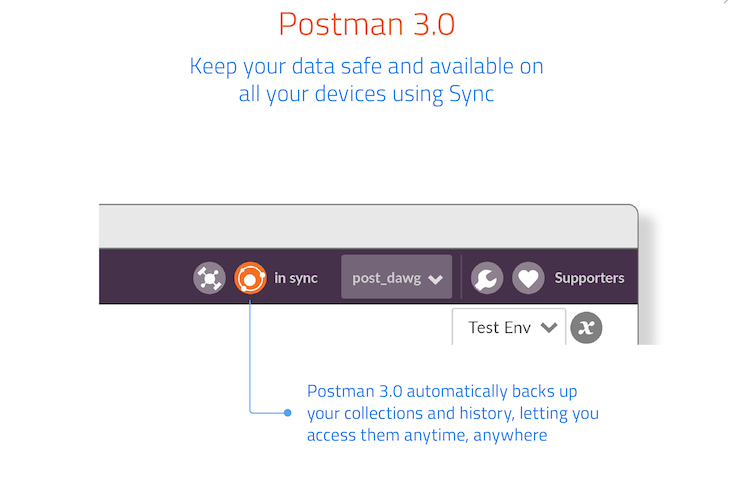 Postman 3.0
Keep your data safe and available on
all your devices using Sync
in sync
post_dawg
Supporters
Test Env
x
Postman 3.0 automatically backs up
your collections and history, letting you
access them anytime, anywhere